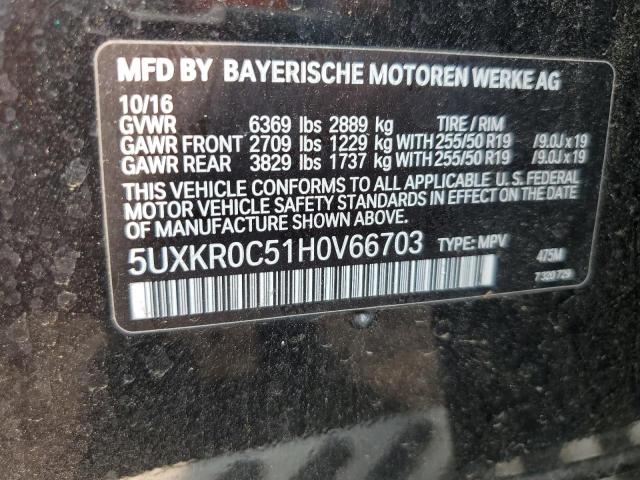 MFD BY BAYERISCHE MOTOREN WERKE AG
10/16
GVWR 6369 lbs 2889 kg TIRE / RIM
GAWR FRONT 2709 lbs 1229 kg WITH 255/50 R19 /9.0J x 19
GAWR REAR 3829 lbs 1737 kg WITH 255/50 R19 /9.0J x 19
THIS VEHICLE CONFORMS TO ALL APPLICABLE U. S. FEDERAL
MOTOR VEHICLE SAFETY STANDARDS IN EFFECT ON THE DATE
OF MANUFACTURE SHOWN ABOVE.
5UXKR0C51H0V66703 TYPE: MPV 475M
7 320 729